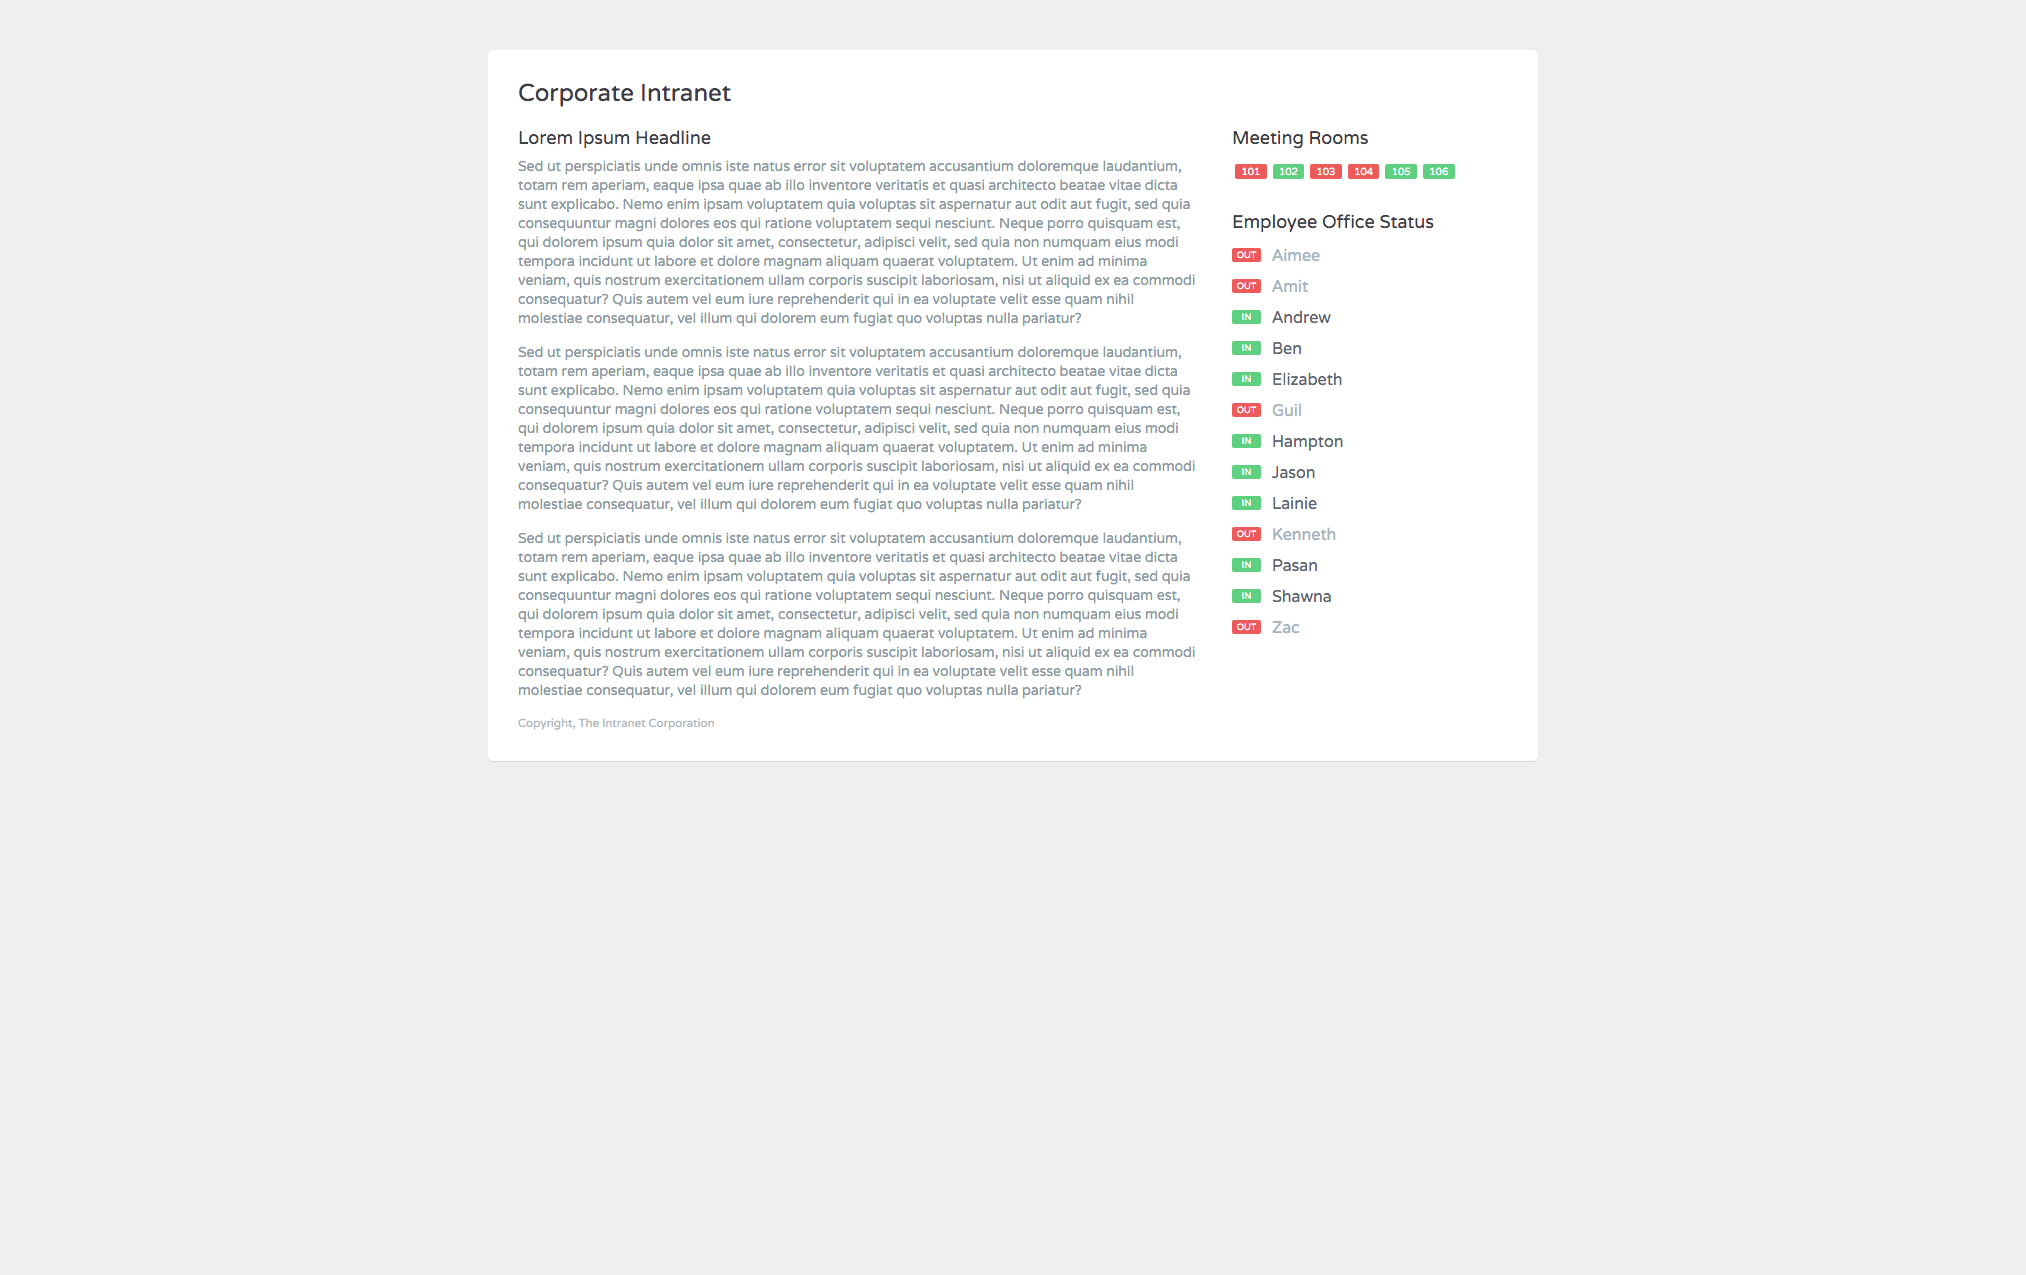 Corporate Intranet
Lorem Ipsum Headline
Sed ut perspiciatis unde omnis iste natus error sit voluptatem accusantium doloremque laudantium,
totam rem aperiam, eaque ipsa quae ab illo inventore veritatis et quasi architecto beatae vitae dicta
sunt explicabo. Nemo enim ipsam voluptatem quia voluptas sit aspernatur aut odit aut fugit, sed quia
consequuntur magni dolores eos qui ratione voluptatem sequi nesciunt. Neque porro quisquam est,
qui dolorem ipsum quia dolor sit amet, consectetur, adipisci velit, sed quia non numquam eius modi
tempora incidunt ut labore et dolore magnam aliquam quaerat voluptatem. Ut enim ad minima
veniam, quis nostrum exercitationem ullam corporis suscipit laboriosam, nisi ut aliquid ex ea commodi
consequatur? Quis autem vel eum iure reprehenderit qui in ea voluptate velit esse quam nihil
molestiae consequatur, vel illum qui dolorem eum fugiat quo voluptas nulla pariatur?
Sed ut perspiciatis unde omnis iste natus error sit voluptatem accusantium doloremque laudantium,
totam rem aperiam, eaque ipsa quae ab illo inventore veritatis et quasi architecto beatae vitae dicta
sunt explicabo. Nemo enim ipsam voluptatem quia voluptas sit aspernatur aut odit aut fugit, sed quia
consequuntur magni dolores eos qui ratione voluptatem sequi nesciunt. Neque porro quisquam est,
qui dolorem ipsum quia dolor sit amet, consectetur, adipisci velit, sed quia non numquam eius modi
tempora incidunt ut labore et dolore magnam aliquam quaerat voluptatem. Ut enim ad minima
veniam, quis nostrum exercitationem ullam corporis suscipit laboriosam, nisi ut aliquid ex ea commodi
consequatur? Quis autem vel eum iure reprehenderit qui in ea voluptate velit esse quam nihil
molestiae consequatur, vel illum qui dolorem eum fugiat quo voluptas nulla pariatur?
Sed ut perspiciatis unde omnis iste natus error sit voluptatem accusantium doloremque laudantium,
totam rem aperiam, eaque ipsa quae ab illo inventore veritatis et quasi architecto beatae vitae dicta
sunt explicabo. Nemo enim ipsam voluptatem quia voluptas sit aspernatur aut odit aut fugit, sed quia
consequuntur magni dolores eos qui ratione voluptatem sequi nesciunt. Neque porro quisquam est,
qui dolorem ipsum quia dolor sit amet, consectetur, adipisci velit, sed quia non numquam eius modi
tempora incidunt ut labore et dolore magnam aliquam quaerat voluptatem. Ut enim ad minima
veniam, quis nostrum exercitationem ullam corporis suscipit laboriosam, nisi ut aliquid ex ea commodi
consequatur? Quis autem vel eum iure reprehenderit qui in ea voluptate velit esse quam nihil
molestiae consequatur, vel illum qui dolorem eum fugiat quo voluptas nulla pariatur?
Meeting Rooms
101 102 103 104 105 106
Employee Office Status
OUT Aimee
OUT Amit
IN Andrew
IN Ben
IN Elizabeth
OUT Guil
IN Hampton
IN Jason
IN Lainie
OUT Kenneth
IN Pasan
IN Shawna
OUT Zac
Copyright, The Intranet Corporation